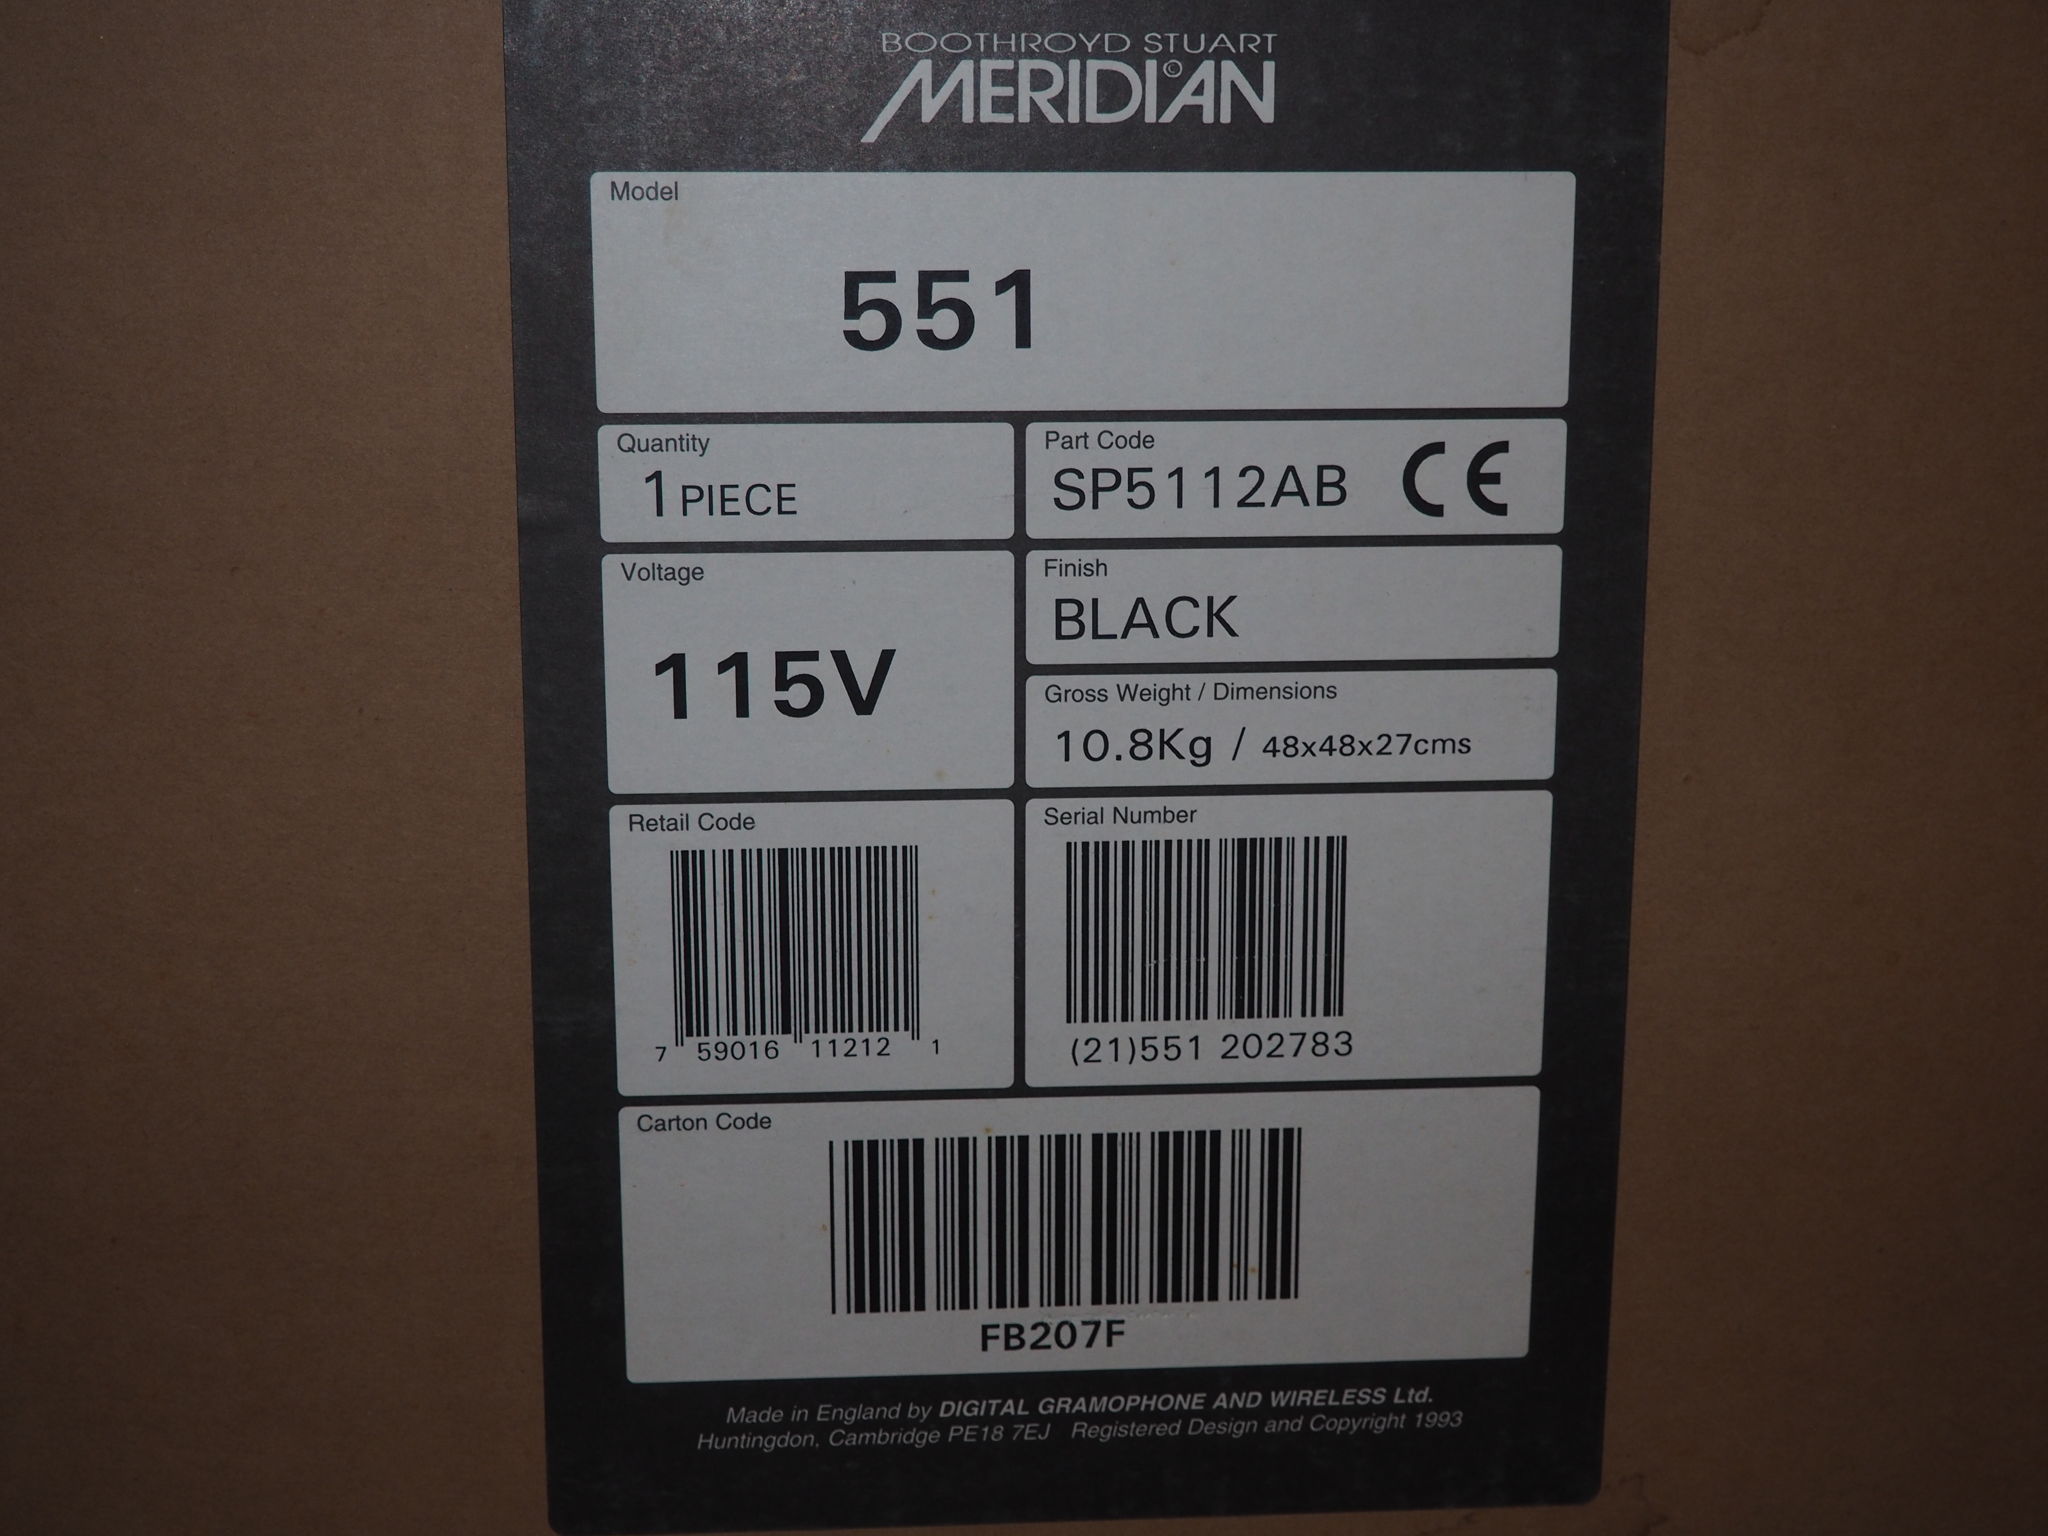 BOOTHROYD STUART
MERIDIAN ©
Model
551
Quantity
1 PIECE
Part Code
SP5112AB CE
Voltage
115V
Finish
BLACK
Gross Weight / Dimensions
10.8Kg / 48x48x27cms
Retail Code
7 59016 11212 1
Serial Number
(21)551 202783
Carton Code
FB207F
Made in England by DIGITAL GRAMOPHONE AND WIRELESS Ltd.
Huntingdon, Cambridge PE18 7EJ Registered Design and Copyright 1993